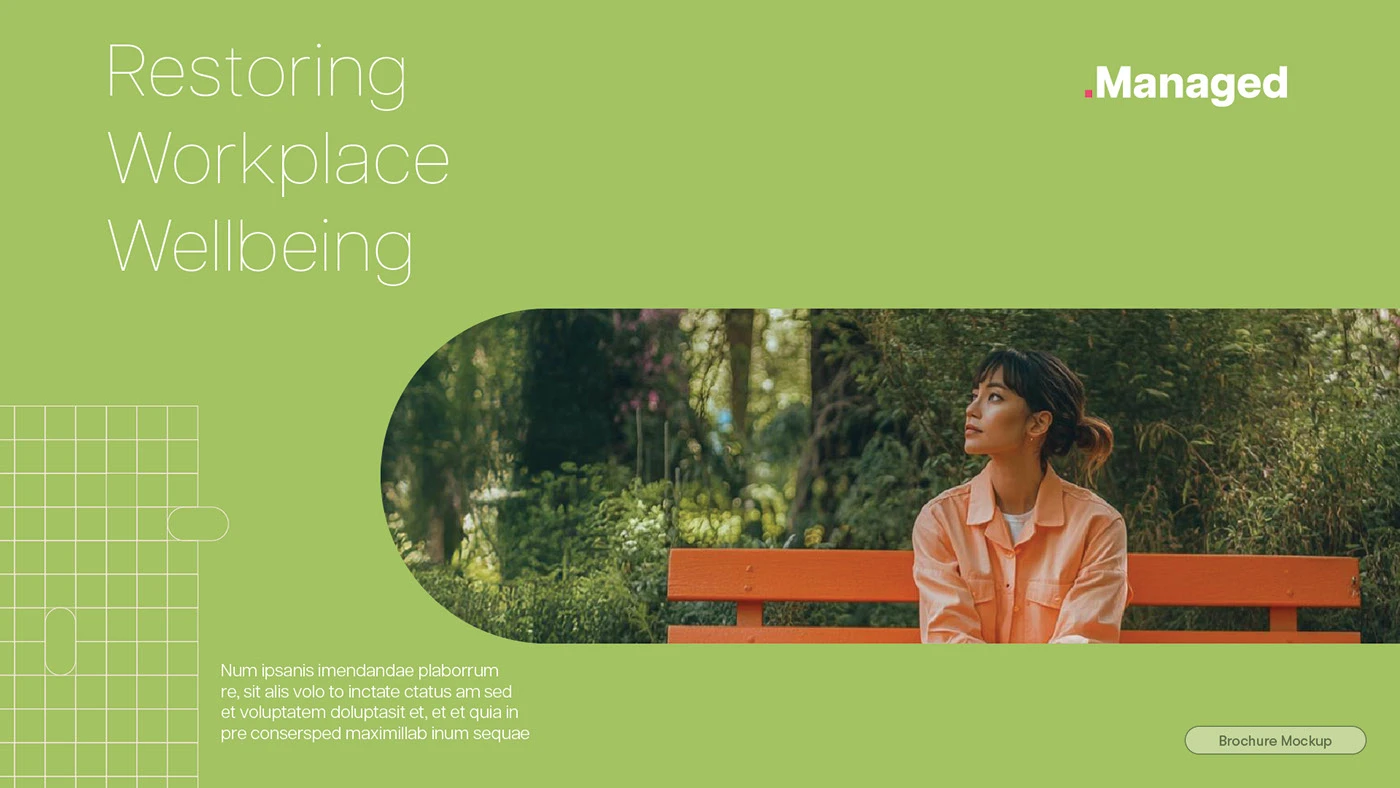 Restoring
Workplace
Wellbeing
.Managed
Num ipsanis imendandae plaborrum
re, sit alis volo to inctate ctatus am sed
et voluptatem doluptasit et, et et quia in
pre consersped maximillab inum sequae
Brochure Mockup